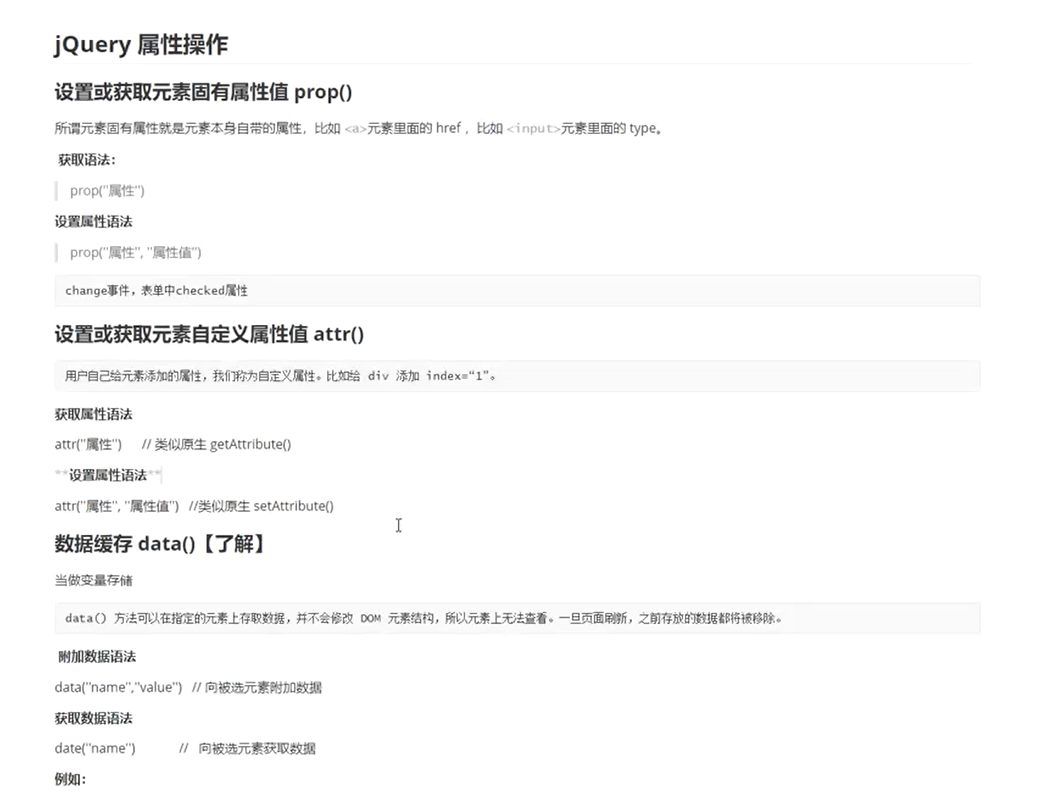 jQuery 属性操作
设置或获取元素固有属性值 prop()
所谓元素固有属性就是元素本身自带的属性，比如 <a>元素里面的 href ，比如 <input>元素里面的 type。
获取语法：
prop("属性")
设置属性语法
prop("属性", "属性值")
change事件，表单中checked属性
设置或获取元素自定义属性值 attr()
用户自己给元素添加的属性，我们称为自定义属性。比如给 div 添加 index=“1”。
获取属性语法
attr("属性") // 类似原生 getAttribute()
**设置属性语法**
attr("属性", "属性值") //类似原生 setAttribute()
数据缓存 data()【了解】
当做变量存储
data() 方法可以在指定的元素上存取数据，并不会修改 DOM 元素结构，所以元素上无法查看。一旦页面刷新，之前存放的数据都将被移除。
附加数据语法
data("name","value") // 向被选元素附加数据
获取数据语法
date("name") // 向被选元素获取数据
例如：